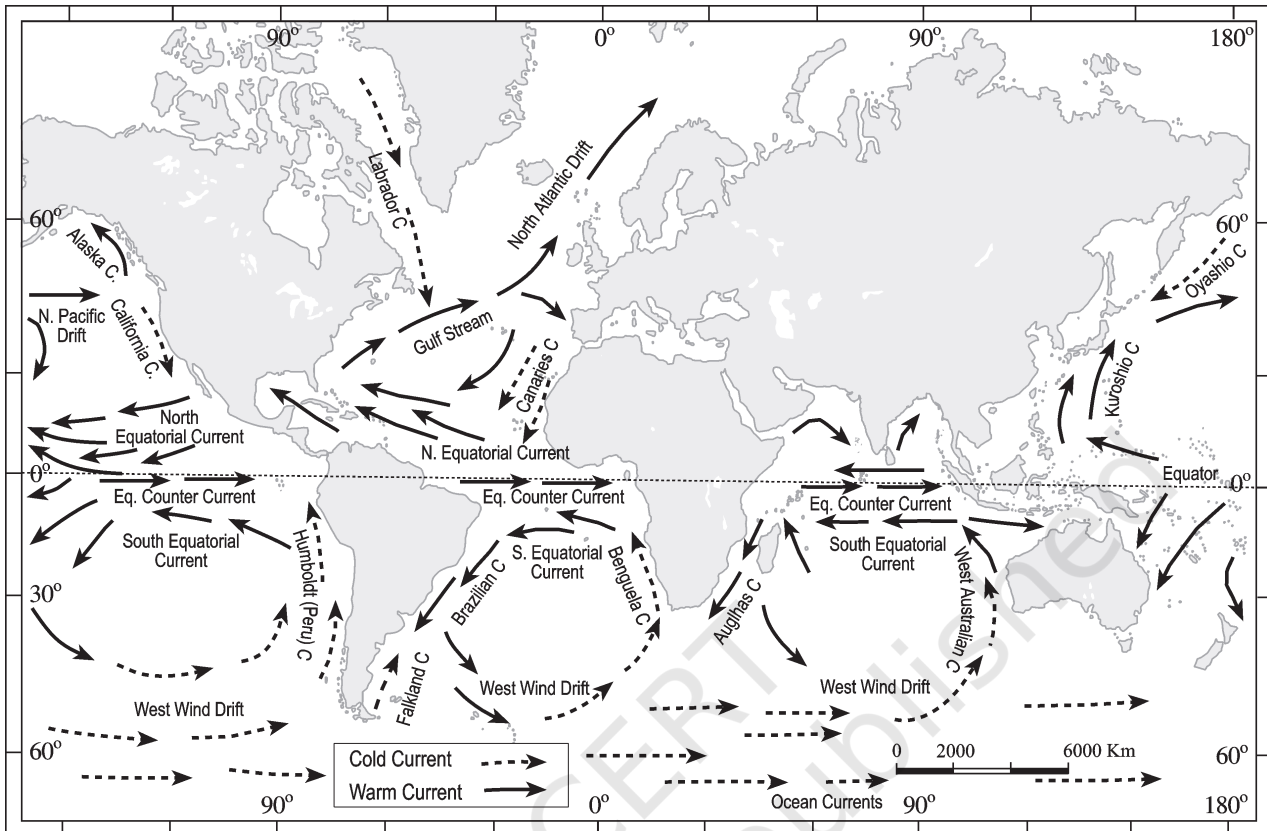 90º 0º 90º 180º
Labrador C
North Atlantic Drift
60º
60º
Alaska C.
Oyashio C
N. Pacific
Drift
California C.
Gulf Stream
Canaries C
Kuroshio C
North
Equatorial Current
N. Equatorial Current
Equator
0º
0º
Eq. Counter Current
Eq. Counter Current
Eq. Counter Current
South Equatorial
Current
S. Equatorial
Current
South Equatorial
Current
Humboldt (Peru) C
Brazilian C
Benguela C
Auglhas C
West Australian C
30º
Falkland C
West Wind Drift
West Wind Drift
West Wind Drift
60º
60º
Cold Current
Warm Current
0 2000 6000 Km
Ocean Currents
90º 0º 90º 180º
CERT
published